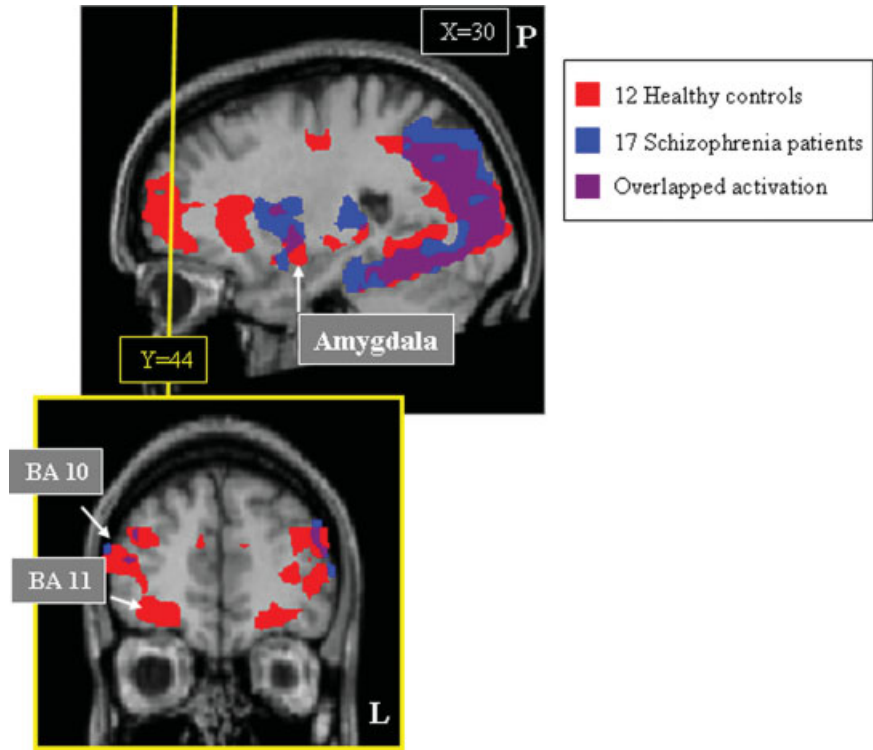 X=30
P
12 Healthy controls
17 Schizophrenia patients
Overlapped activation
Amygdala
Y=44
BA 10
BA 11
L